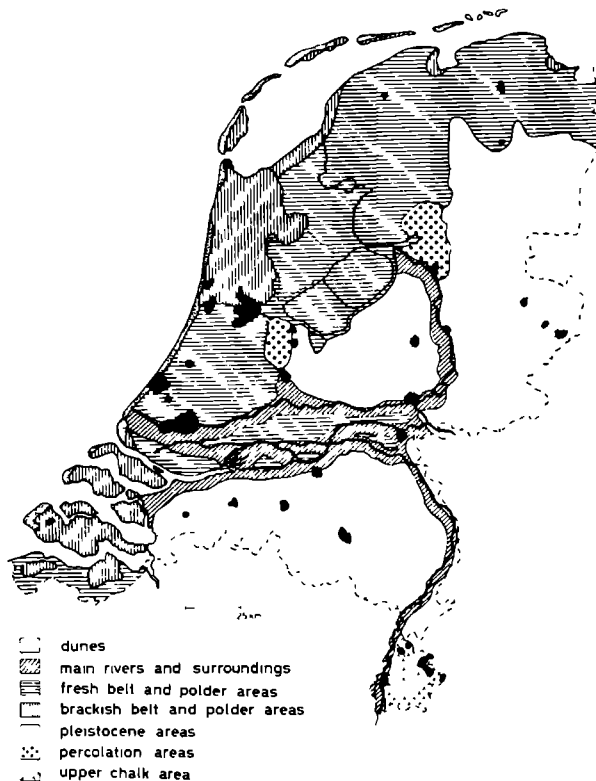 25km
dunes
main rivers and surroundings
fresh belt and polder areas
brackish belt and polder areas
pleistocene areas
percolation areas
upper chalk area